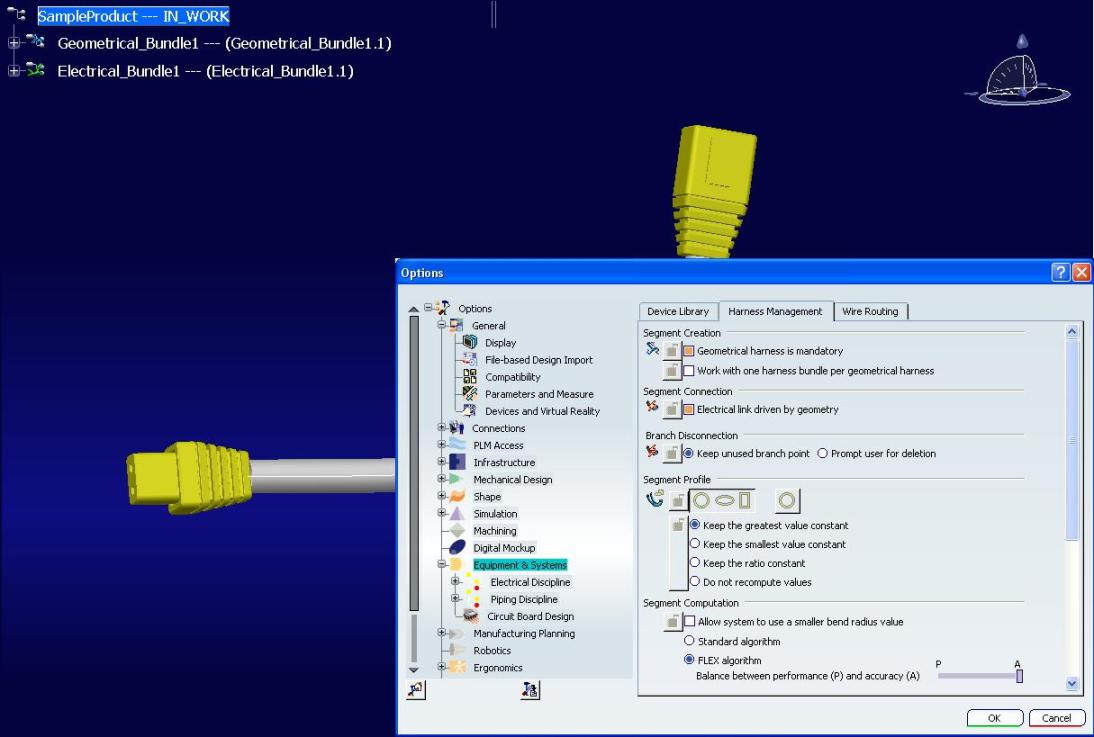 SampleProduct --- IN_WORK
Geometrical_Bundle1 --- (Geometrical_Bundle1.1)
Electrical_Bundle1 --- (Electrical_Bundle1.1)
Options
Options
General
Display
File-based Design Import
Compatibility
Parameters and Measure
Devices and Virtual Reality
Connections
PLM Access
Infrastructure
Mechanical Design
Shape
Simulation
Machining
Digital Mockup
Equipment & Systems
Electrical Discipline
Piping Discipline
Circuit Board Design
Manufacturing Planning
Robotics
Ergonomics
Device Library Harness Management Wire Routing
Segment Creation
Geometrical harness is mandatory
Work with one harness bundle per geometrical harness
Segment Connection
Electrical link driven by geometry
Branch Disconnection
Keep unused branch point Prompt user for deletion
Segment Profile
Keep the greatest value constant
Keep the smallest value constant
Keep the ratio constant
Do not recompute values
Segment Computation
Allow system to use a smaller bend radius value
Standard algorithm
FLEX algorithm
Balance between performance (P) and accuracy (A)
P A
OK Cancel